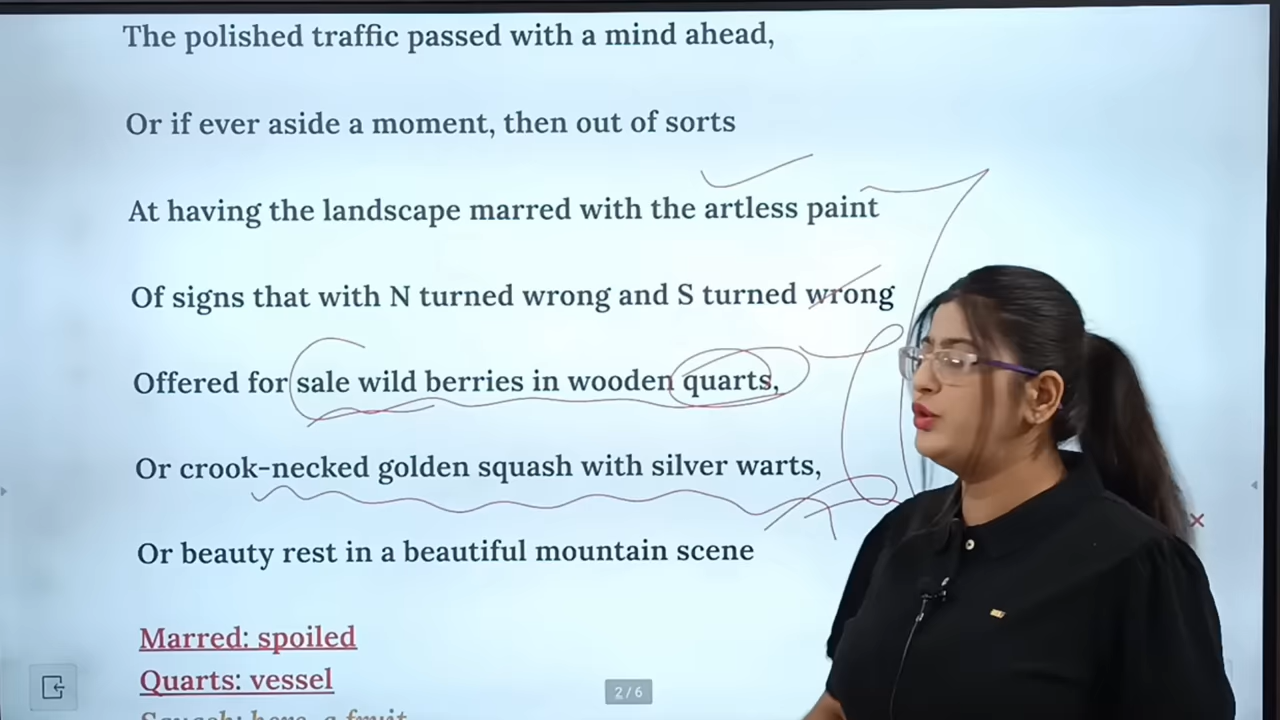 The polished traffic passed with a mind ahead,
Or if ever aside a moment, then out of sorts
At having the landscape marred with the artless paint
Of signs that with N turned wrong and S turned wrong
Offered for sale wild berries in wooden quarts,
Or crook-necked golden squash with silver warts,
Or beauty rest in a beautiful mountain scene
Marred: spoiled
Quarts: vessel
Squash: here, a fruit
2/6